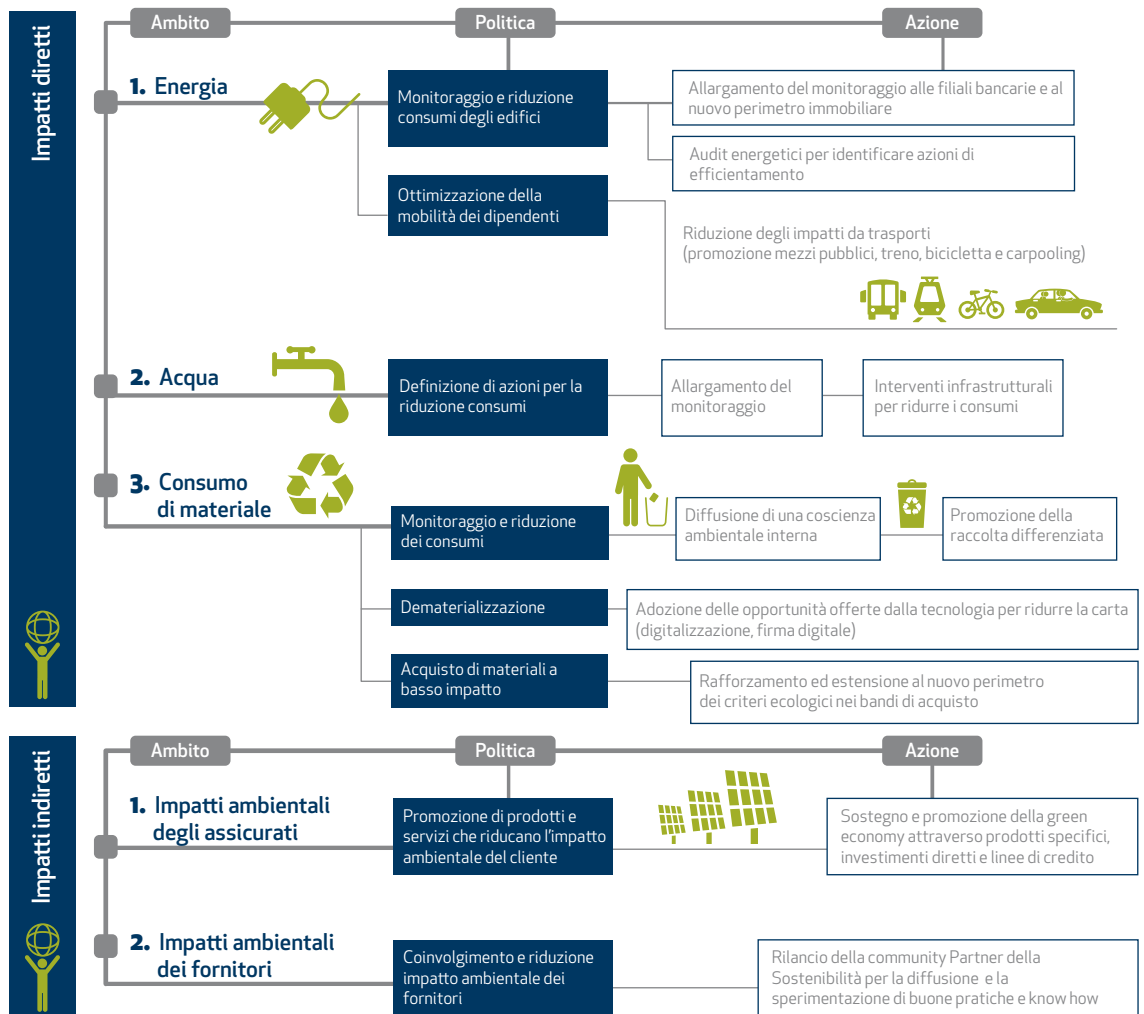 Impatti diretti
Ambito
Politica
Azione
1. Energia
Monitoraggio e riduzione
consumi degli edifici
Allargamento del monitoraggio alle filiali bancarie e al
nuovo perimetro immobiliare
Audit energetici per identificare azioni di
efficientamento
Ottimizzazione della
mobilità dei dipendenti
Riduzione degli impatti da trasporti
(promozione mezzi pubblici, treno, bicicletta e carpooling)
2. Acqua
Definizione di azioni per la
riduzione consumi
Allargamento del
monitoraggio
Interventi infrastrutturali
per ridurre i consumi
3. Consumo
di materiale
Monitoraggio e riduzione
dei consumi
Diffusione di una coscienza
ambientale interna
Promozione della
raccolta differenziata
Dematerializzazione
Adozione delle opportunità offerte dalla tecnologia per ridurre la carta
(digitalizzazione, firma digitale)
Acquisto di materiali a
basso impatto
Rafforzamento ed estensione al nuovo perimetro
dei criteri ecologici nei bandi di acquisto
Impatti indiretti
Ambito
Politica
Azione
1. Impatti ambientali
degli assicurati
Promozione di prodotti e
servizi che riducano l'impatto
ambientale del cliente
Sostegno e promozione della green
economy attraverso prodotti specifici,
investimenti diretti e linee di credito
2. Impatti ambientali
dei fornitori
Coinvolgimento e riduzione
impatto ambientale dei
fornitori
Rilancio della community Partner della
Sostenibilità per la diffusione e la
sperimentazione di buone pratiche e know how